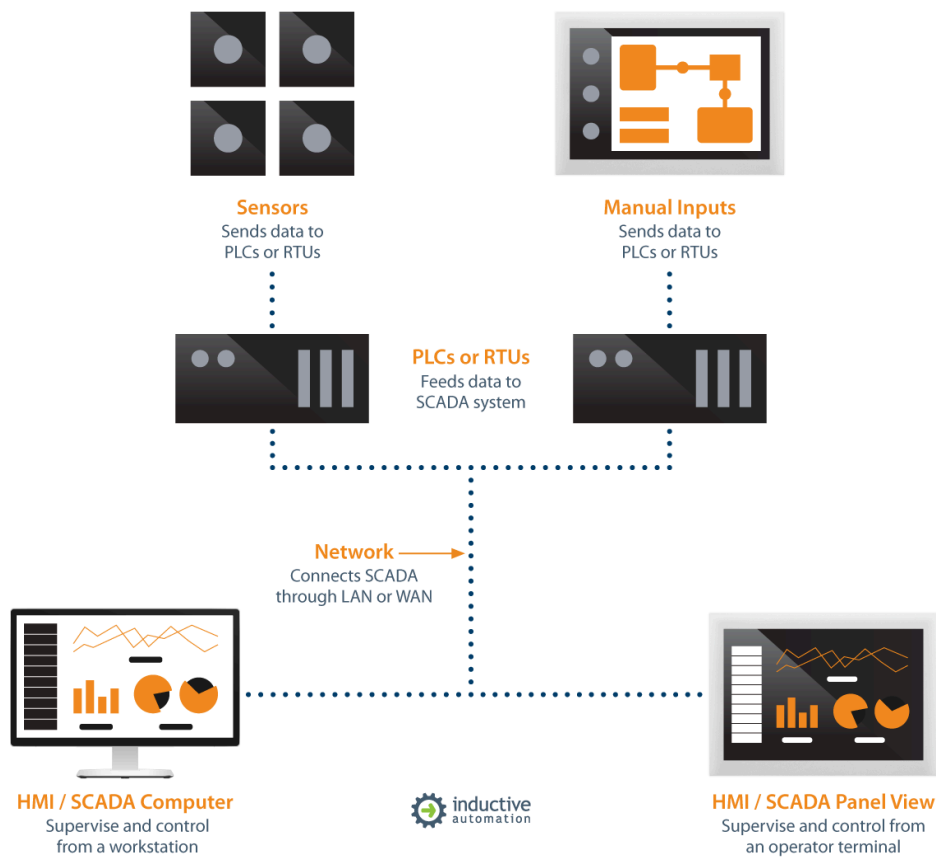 Sensors
Sends data to
PLCs or RTUs
Manual Inputs
Sends data to
PLCs or RTUs
PLCs or RTUs
Feeds data to
SCADA system
Network
Connects SCADA
through LAN or WAN
HMI / SCADA Computer
Supervise and control
from a workstation
inductive
automation
HMI / SCADA Panel View
Supervise and control from
an operator terminal